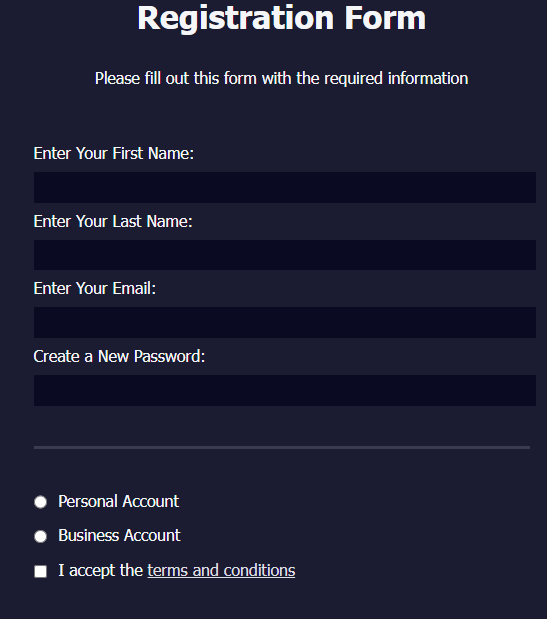 Registration Form
Please fill out this form with the required information
Enter Your First Name:
Enter Your Last Name:
Enter Your Email:
Create a New Password:
Personal Account
Business Account
I accept the terms and conditions